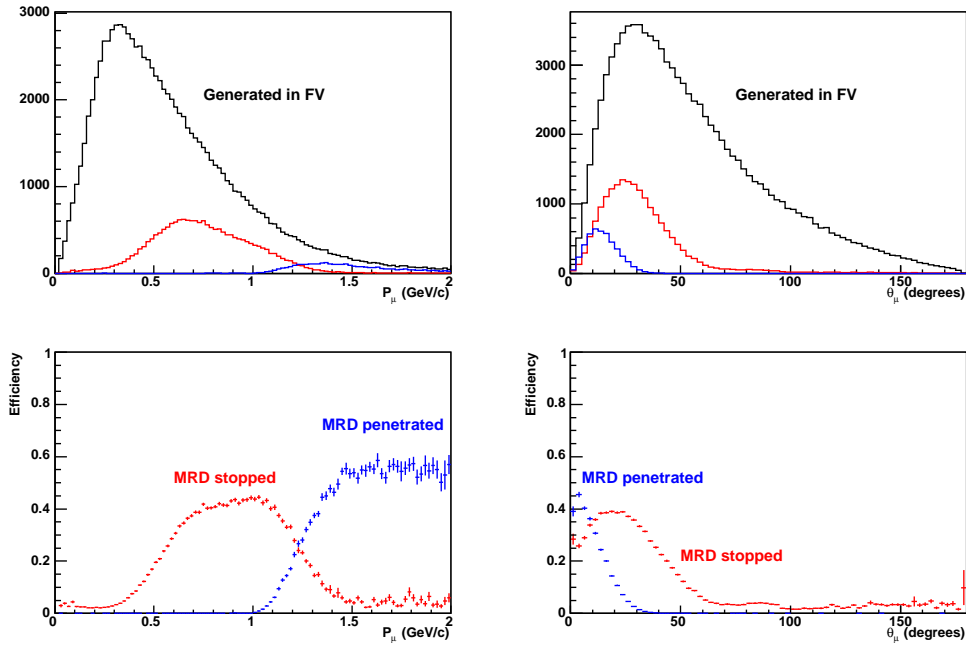 3000
2000
1000
0
Generated in FV
0 0.5 1 1.5 2
P_μ (GeV/c)
3000
2000
1000
0
Generated in FV
0 50 100 150
θ_μ (degrees)
Efficiency
1
0.8
0.6
0.4
0.2
0
MRD penetrated
MRD stopped
0 0.5 1 1.5 2
P_μ (GeV/c)
Efficiency
1
0.8
0.6
0.4
0.2
0
MRD penetrated
MRD stopped
0 50 100 150
θ_μ (degrees)